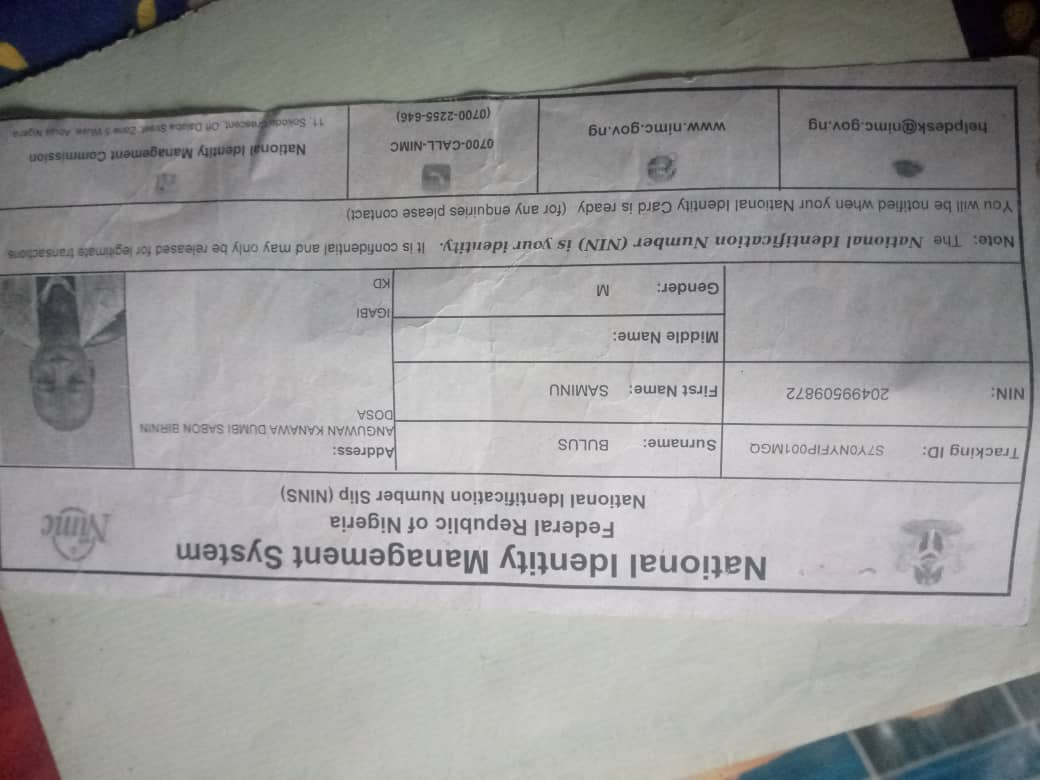 National Identity Management System
Federal Republic of Nigeria
National Identification Number Slip (NINS)
Nimc
Tracking ID: S7Y0NYFIP001MGQ
Surname: BULUS
Address:
ANGUWAN KANAWA DUMBI SABON BIRNIN
DOSA
NIN: 20499509872
First Name: SAMINU
Middle Name:
IGABI
Gender: M
KD
Note: The National Identification Number (NIN) is your identity. It is confidential and may only be released for legitimate transactions
You will be notified when your National Identity Card is ready (for any enquiries please contact)
helpdesk@nimc.gov.ng
www.nimc.gov.ng
0700-CALL-NIMC
(0700-2255-646)
National Identity Management Commission
11, Sokode Crescent, Off Dalaba Street, Zone 5 Wuse, Abuja Nigeria